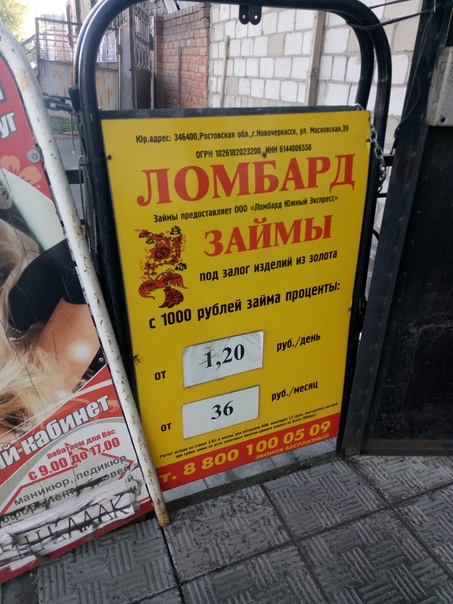 Юр.адрес: 346400,Ростовская обл.,г.Новочеркасск, ул. Московская,39
ОГРН 1026102023200 ИНН 6144006558
ЛОМБАРД
Займы предоставляет ООО «Ломбард Южный Экспресс»
ЗАЙМЫ
под залог изделий из золота
с 1000 рублей займа проценты:
от 1,20 руб./день
от 36 руб./месяц
т. 8 800 100 05 09
ЗВОНОК БЕСПЛАТНЫЙ
уг
й-кабинет
работаем для Вас
с 9.00 до 17.00
маникюр, педикюр